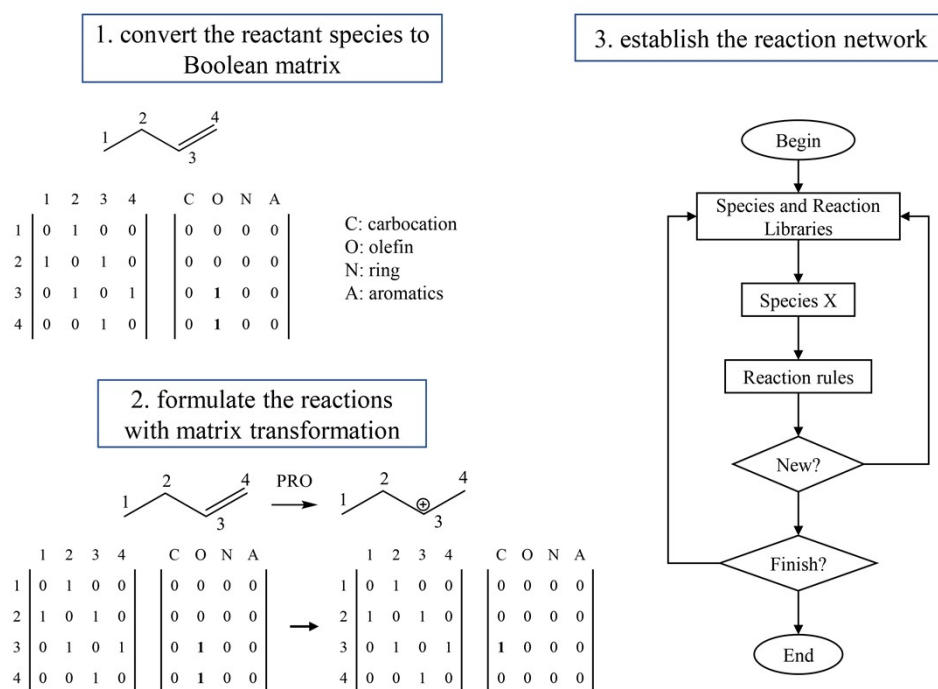 1. convert the reactant species to
Boolean matrix
4
2
1
3
1 2 3 4 C O N A
1 0 1 0 0 0 0 0 0
2 1 0 1 0 0 0 0 0
3 0 1 0 1 0 1 0 0
4 0 0 1 0 0 1 0 0
C: carbocation
O: olefin
N: ring
A: aromatics
2. formulate the reactions
with matrix transformation
4
2
1
3
PRO
4
2
1
⊕
3
1 2 3 4 C O N A
1 0 1 0 0 0 0 0 0
2 1 0 1 0 0 0 0 0
3 0 1 0 1 0 1 0 0
4 0 0 1 0 0 1 0 0
1 2 3 4 C O N A
1 0 1 0 0 0 0 0 0
2 1 0 1 0 0 0 0 0
3 0 1 0 1 1 0 0 0
4 0 0 1 0 0 0 0 0
3. establish the reaction network
Begin
Species and Reaction
Libraries
Species X
Reaction rules
New?
Finish?
End